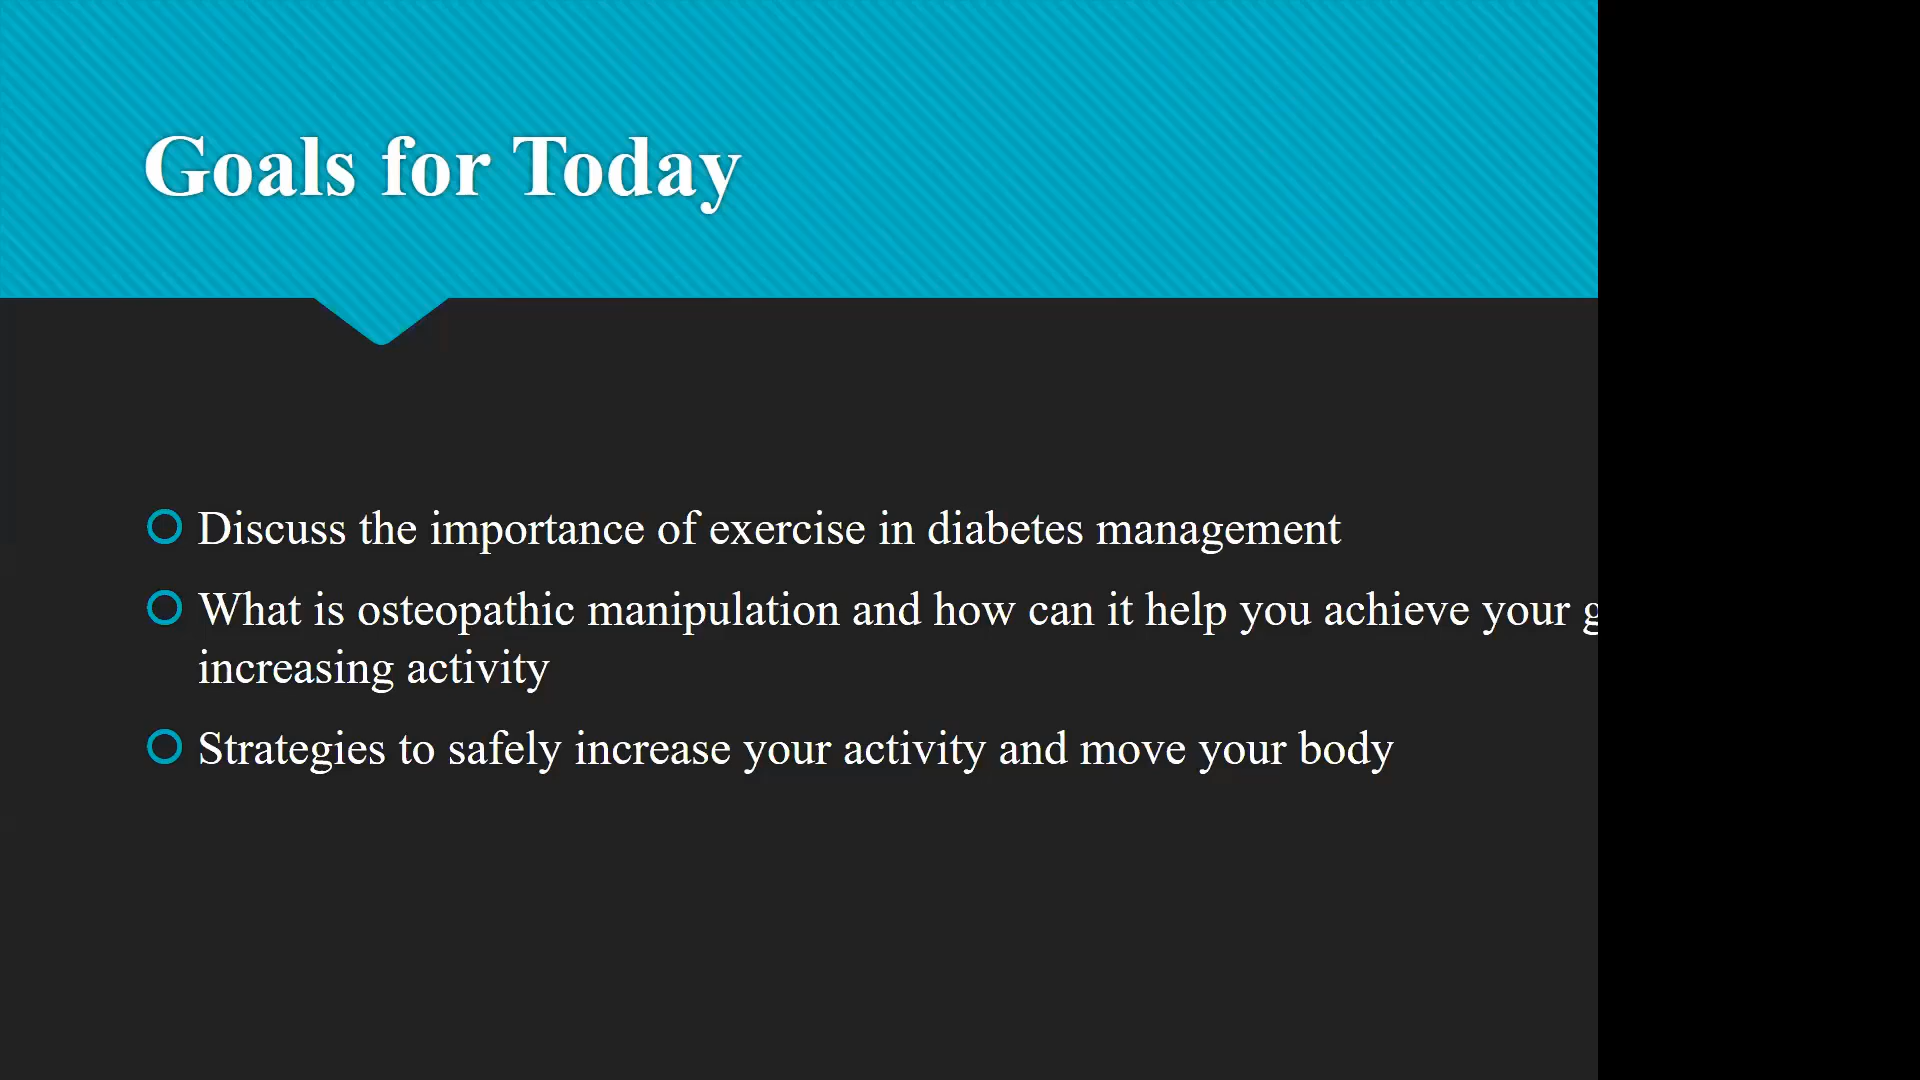 Goals for Today
Discuss the importance of exercise in diabetes management
What is osteopathic manipulation and how can it help you achieve your
increasing activity
Strategies to safely increase your activity and move your body